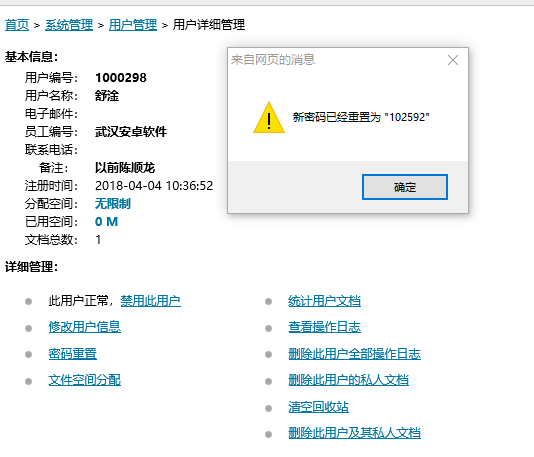 首页 > 系统管理 > 用户管理 > 用户详细管理
基本信息：
用户编号： 1000298
用户名称： 舒淦
电子邮件：
员工编号： 武汉安卓软件
联系电话：
备注： 以前陈顺龙
注册时间： 2018-04-04 10:36:52
分配空间： 无限制
已用空间： 0 M
文档总数： 1
来自网页的消息
新密码已经重置为 "102592"
确定
详细管理：
此用户正常，禁用此用户
修改用户信息
密码重置
文件空间分配
统计用户文档
查看操作日志
删除此用户全部操作日志
删除此用户的私人文档
清空回收站
删除此用户及其私人文档